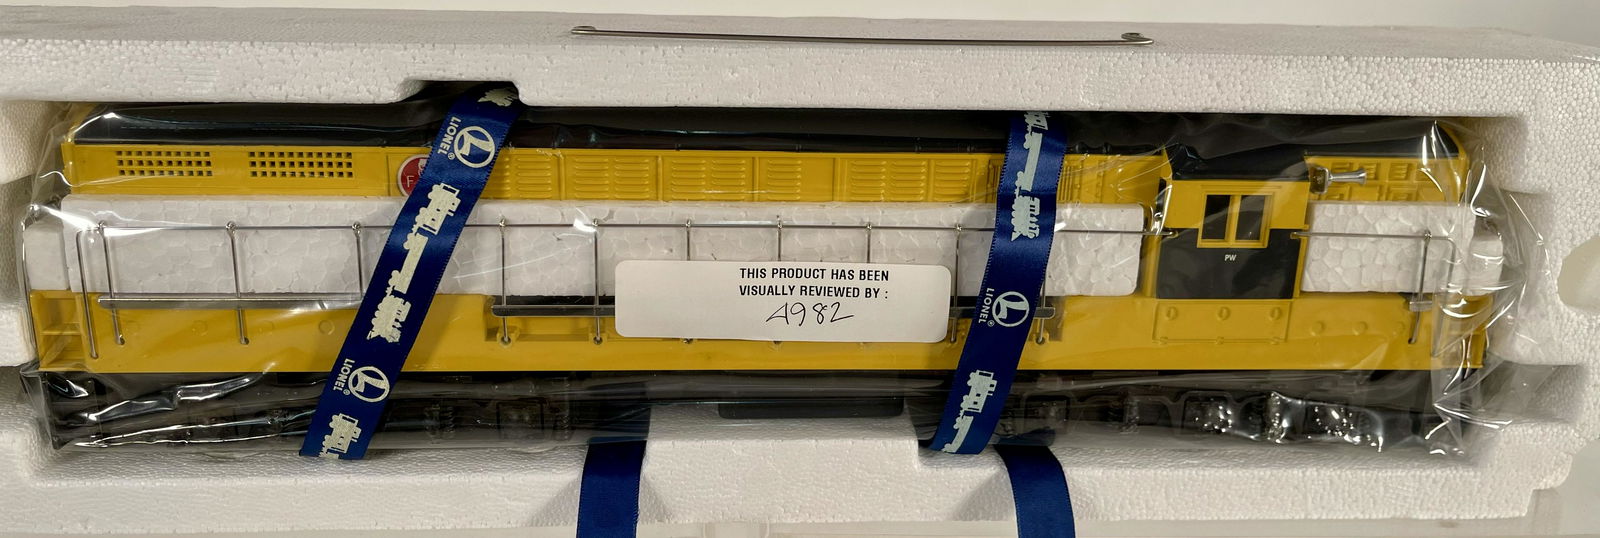 LIONEL®
L
F
THIS PRODUCT HAS BEEN
VISUALLY REVIEWED BY :
A982
PW
LIONEL®
L
LIONEL®
L